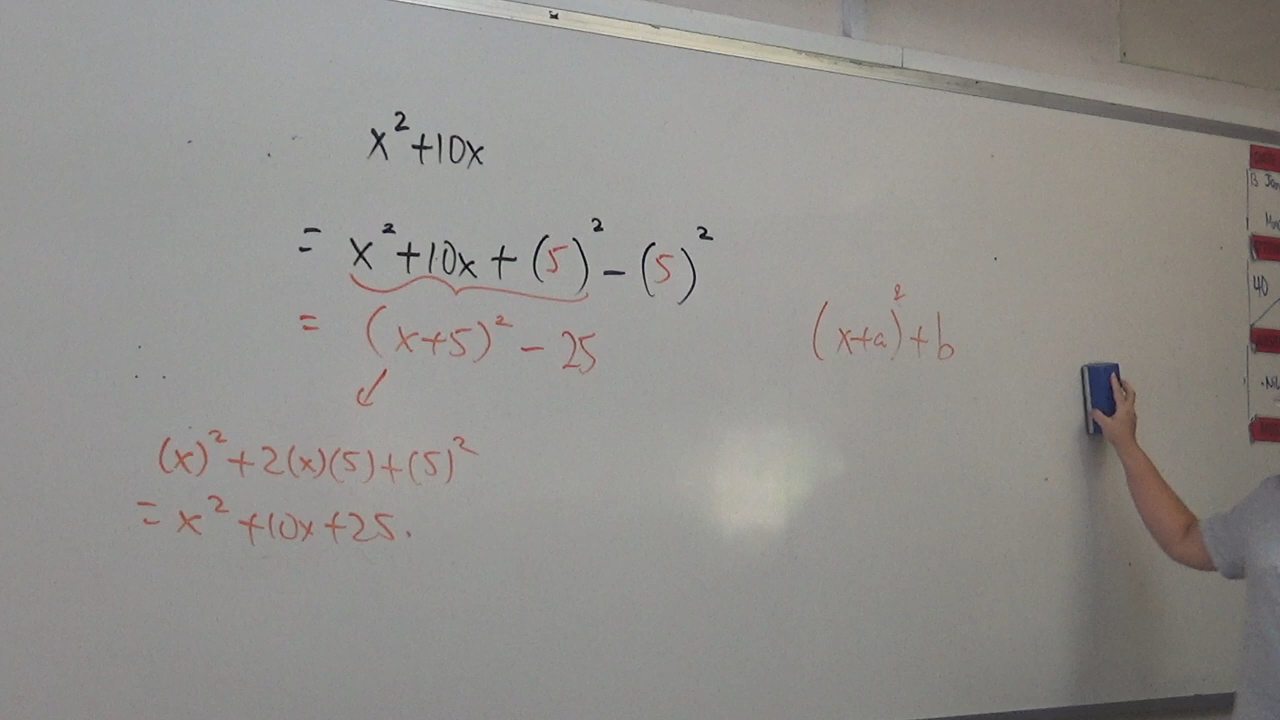 x²+10x
= x²+10x+(5)²-(5)²
= (x+5)²-25
(x+a)²+b
(x)²+2(x)(5)+(5)²
= x²+10x+25.
40